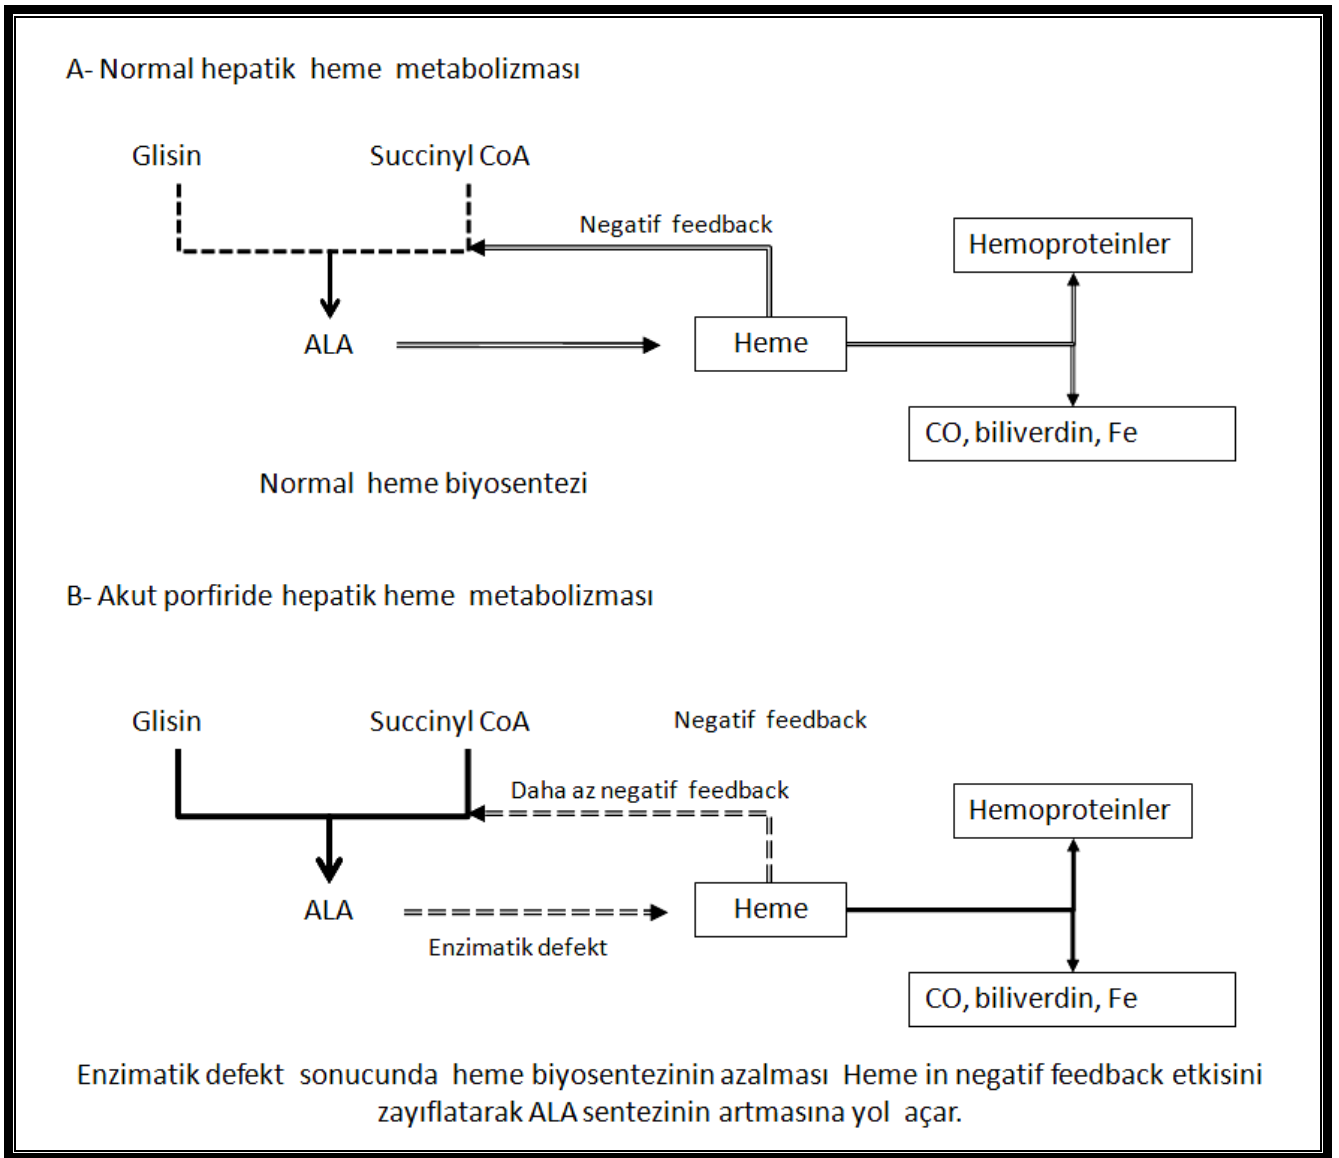 A- Normal hepatik heme metabolizması
Glisin
Succinyl CoA
Negatif feedback
Hemoproteinler
ALA
Heme
CO, biliverdin, Fe
Normal heme biyosentezi
B- Akut porfiride hepatik heme metabolizması
Glisin
Succinyl CoA
Negatif feedback
Daha az negatif feedback
Hemoproteinler
ALA
Heme
Enzimatik defekt
CO, biliverdin, Fe
Enzimatik defekt sonucunda heme biyosentezinin azalması Heme in negatif feedback etkisini
zayıflatarak ALA sentezinin artmasına yol açar.